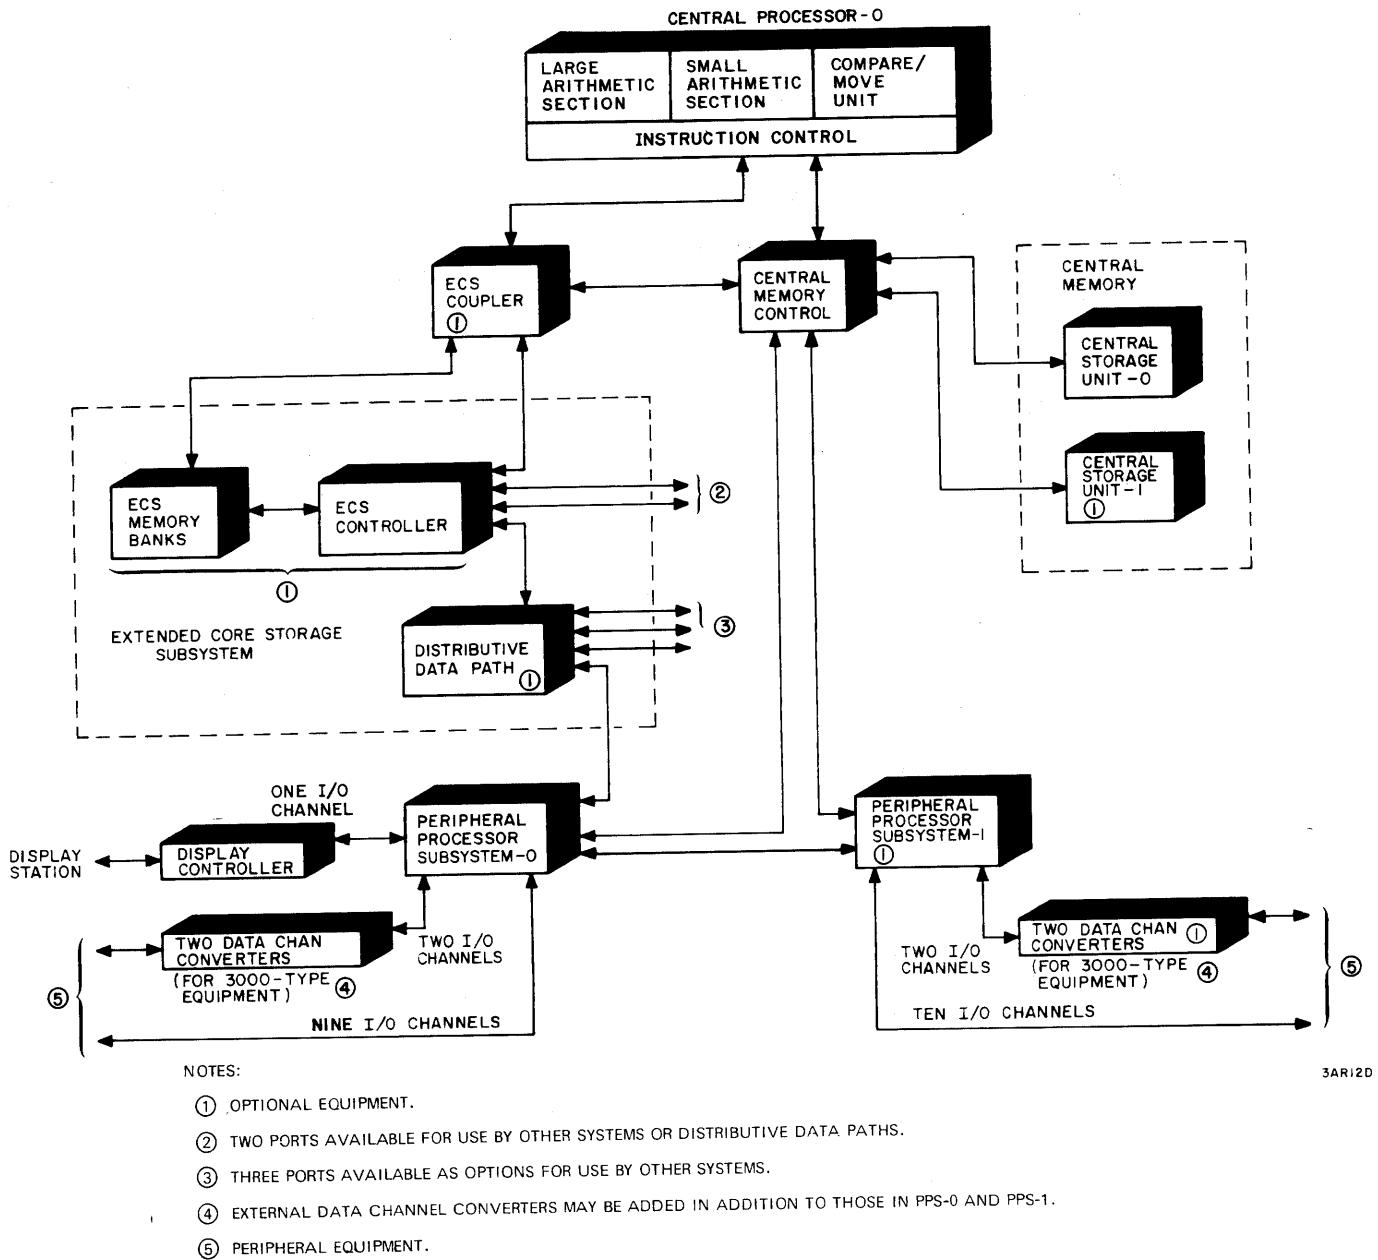 CENTRAL PROCESSOR-0
LARGE
ARITHMETIC
SECTION
SMALL
ARITHMETIC
SECTION
COMPARE/
MOVE
UNIT
INSTRUCTION CONTROL
ECS
COUPLER
①
CENTRAL
MEMORY
CONTROL
CENTRAL
MEMORY
CENTRAL
STORAGE
UNIT-0
CENTRAL
STORAGE
UNIT-1
①
ECS
MEMORY
BANKS
ECS
CONTROLLER
②
①
EXTENDED CORE STORAGE
SUBSYSTEM
DISTRIBUTIVE
DATA PATH ①
③
ONE I/O
CHANNEL
DISPLAY
STATION
DISPLAY
CONTROLLER
PERIPHERAL
PROCESSOR
SUBSYSTEM-0
PERIPHERAL
PROCESSOR
SUBSYSTEM-1
①
⑤
TWO DATA CHAN
CONVERTERS
(FOR 3000-TYPE
EQUIPMENT) ④
TWO I/O
CHANNELS
NINE I/O CHANNELS
TWO I/O
CHANNELS
TWO DATA CHAN
CONVERTERS ①
(FOR 3000-TYPE
EQUIPMENT) ④
⑤
TEN I/O CHANNELS
3AR12D
NOTES:
① OPTIONAL EQUIPMENT.
② TWO PORTS AVAILABLE FOR USE BY OTHER SYSTEMS OR DISTRIBUTIVE DATA PATHS.
③ THREE PORTS AVAILABLE AS OPTIONS FOR USE BY OTHER SYSTEMS.
④ EXTERNAL DATA CHANNEL CONVERTERS MAY BE ADDED IN ADDITION TO THOSE IN PPS-0 AND PPS-1.
⑤ PERIPHERAL EQUIPMENT.